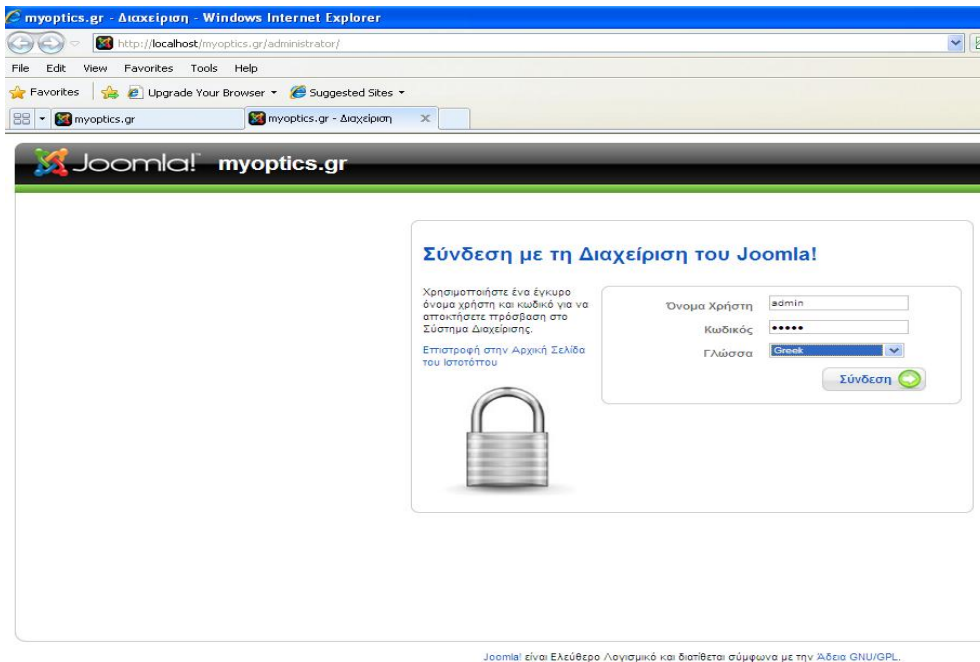 myoptics.gr - Διαχείριση - Windows Internet Explorer
http://localhost/myoptics.gr/administrator/
File Edit View Favorites Tools Help
Favorites Upgrade Your Browser Suggested Sites
myoptics.gr myoptics.gr - Διαχείριση
Joomla! myoptics.gr
Σύνδεση με τη Διαχείριση του Joomla!
Χρησιμοποιήστε ένα έγκυρο
όνομα χρήστη και κωδικό για να
αποκτήσετε πρόσβαση στο
Σύστημα Διαχείρισης.
Επιστροφή στην Αρχική Σελίδα
του Ιστοτόπου
Όνομα Χρήστη admin
Κωδικός •••••
Γλώσσα Greek
Σύνδεση
Joomla! είναι Ελεύθερο Λογισμικό και διατίθεται σύμφωνα με την Άδεια GNU/GPL.